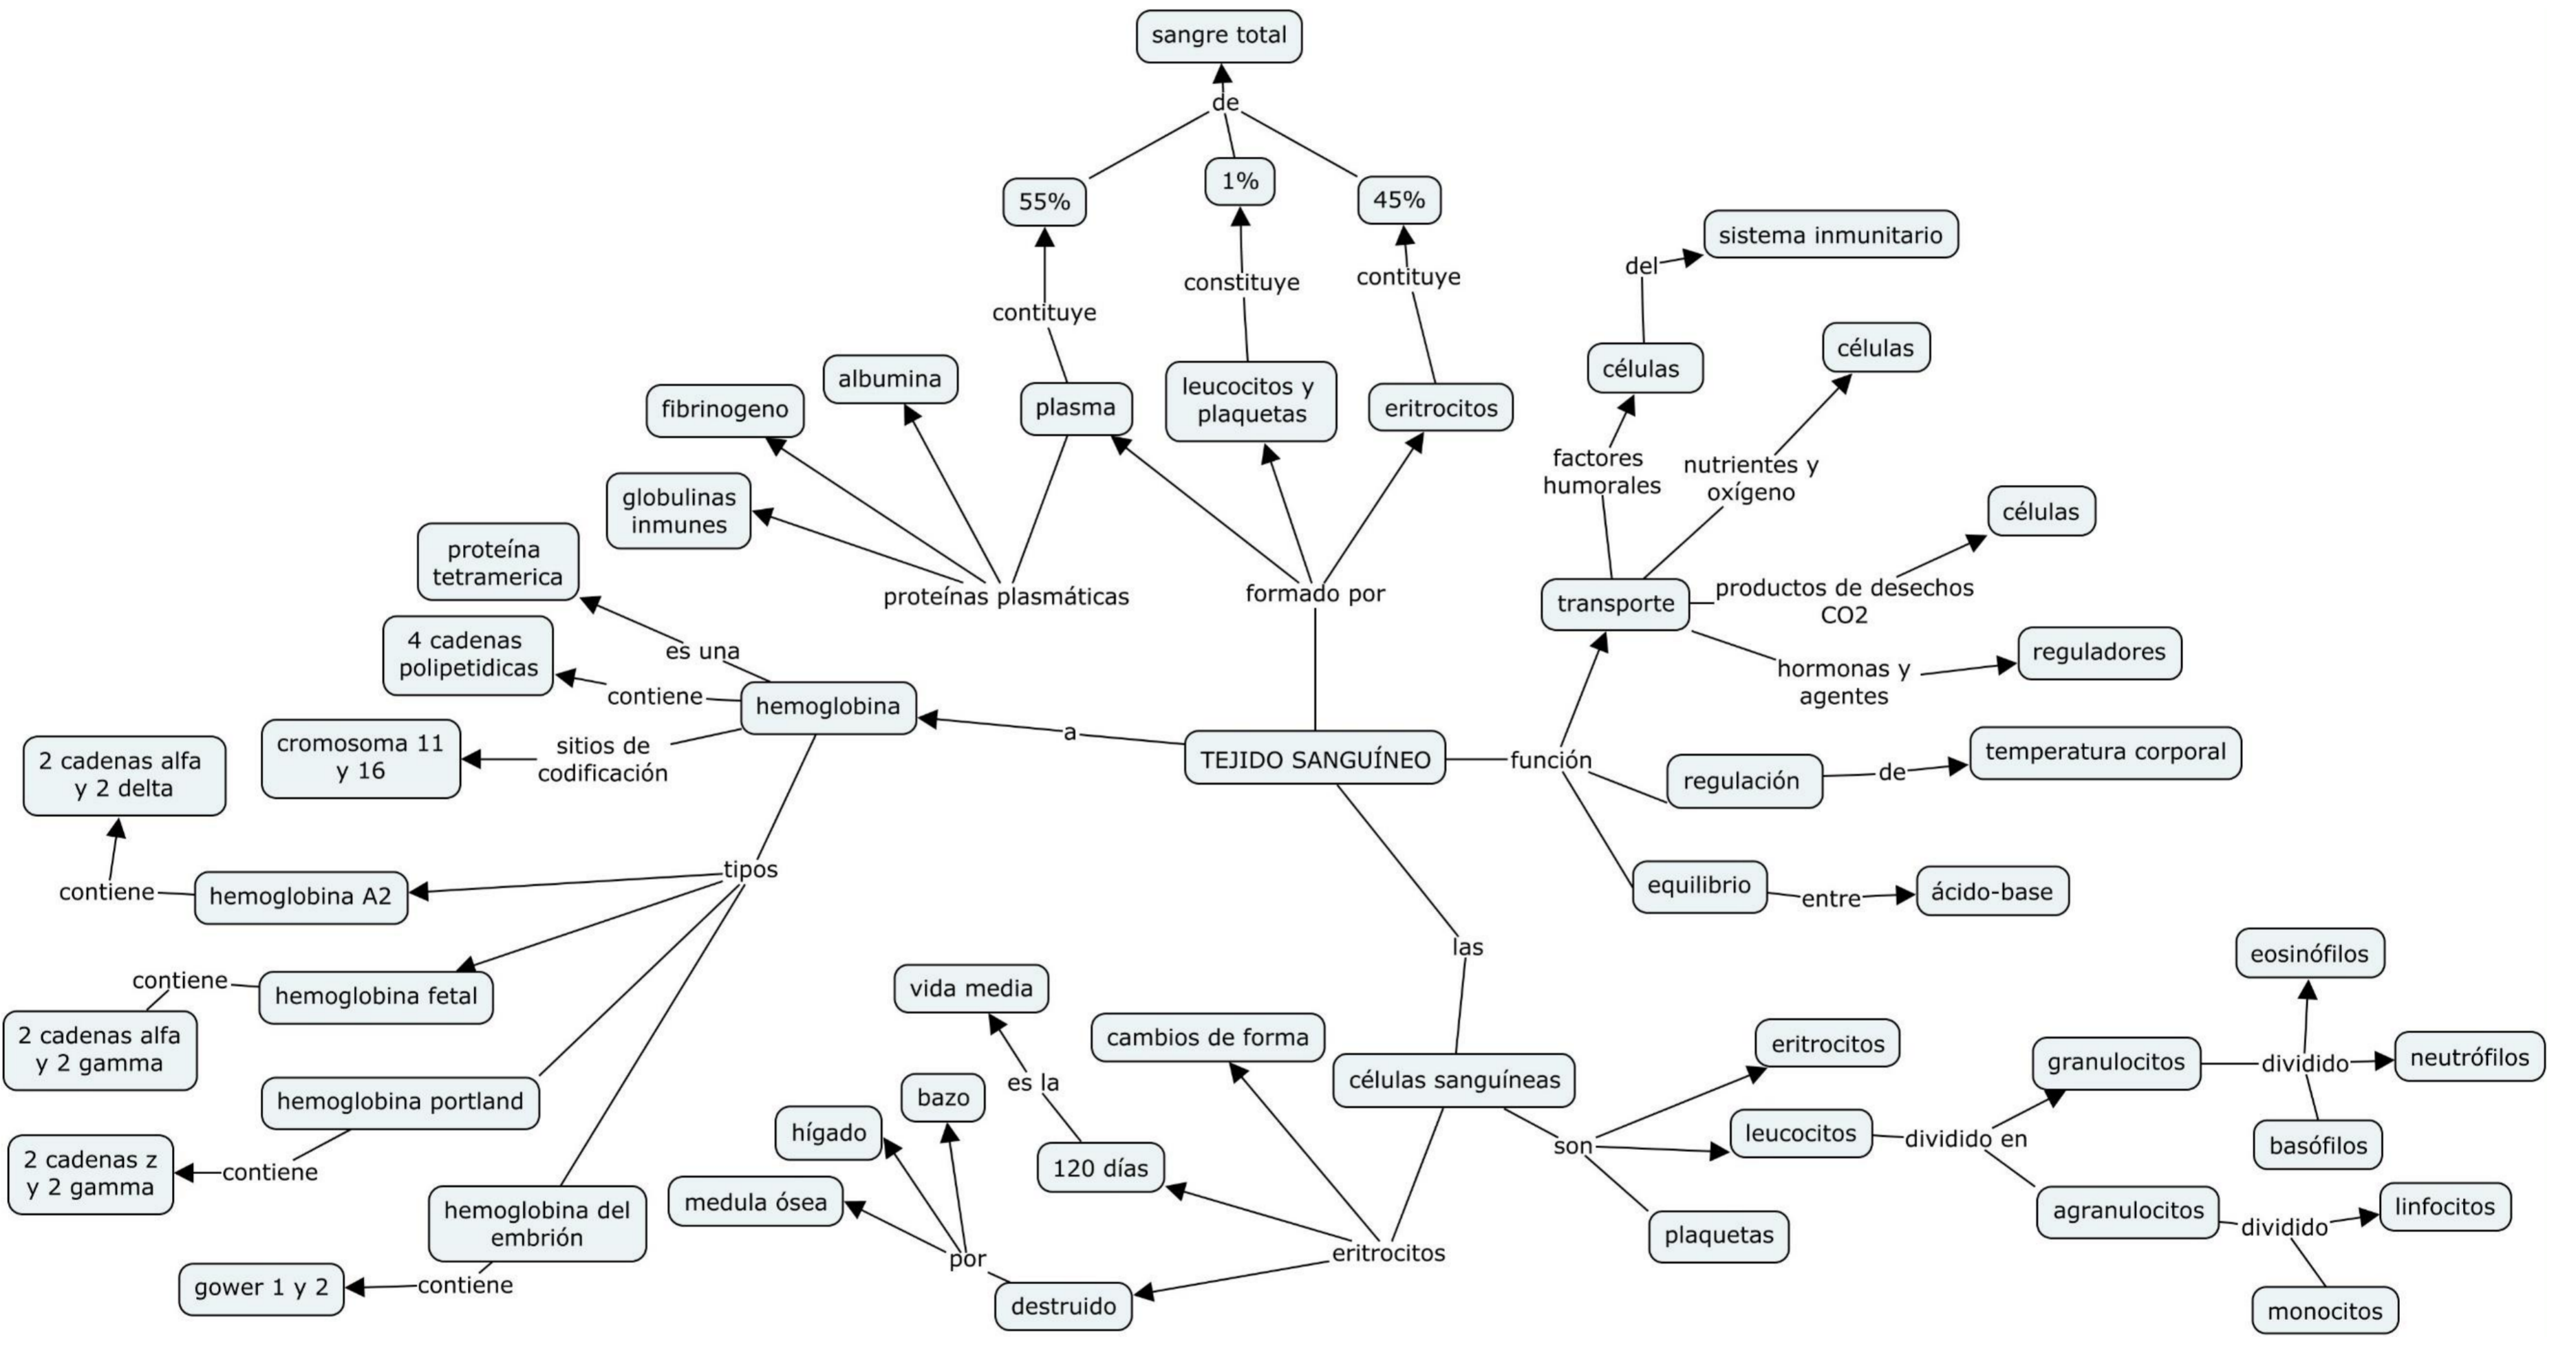 sangre total
de
55%
1%
45%
contituye
constituye
contituye
plasma
leucocitos y
plaquetas
eritrocitos
albumina
fibrinogeno
globulinas
inmunes
proteínas plasmáticas
formado por
sistema inmunitario
del
células
células
factores
humorales
nutrientes y
oxígeno
células
transporte
productos de desechos
CO2
hormonas y
agentes
reguladores
proteína
tetramerica
es una
4 cadenas
polipetidicas
contiene
hemoglobina
a
TEJIDO SANGUÍNEO
función
cromosoma 11
y 16
sitios de
codificación
regulación
de
temperatura corporal
equilibrio
entre
ácido-base
2 cadenas alfa
y 2 delta
contiene
hemoglobina A2
tipos
contiene
hemoglobina fetal
2 cadenas alfa
y 2 gamma
hemoglobina portland
2 cadenas z
y 2 gamma
contiene
hemoglobina del
embrión
gower 1 y 2
contiene
las
células sanguíneas
vida media
es la
120 días
cambios de forma
bazo
hígado
medula ósea
por
destruido
eritrocitos
son
eritrocitos
leucocitos
plaquetas
dividido en
granulocitos
dividido
eosinófilos
neutrófilos
basófilos
agranulocitos
dividido
linfocitos
monocitos